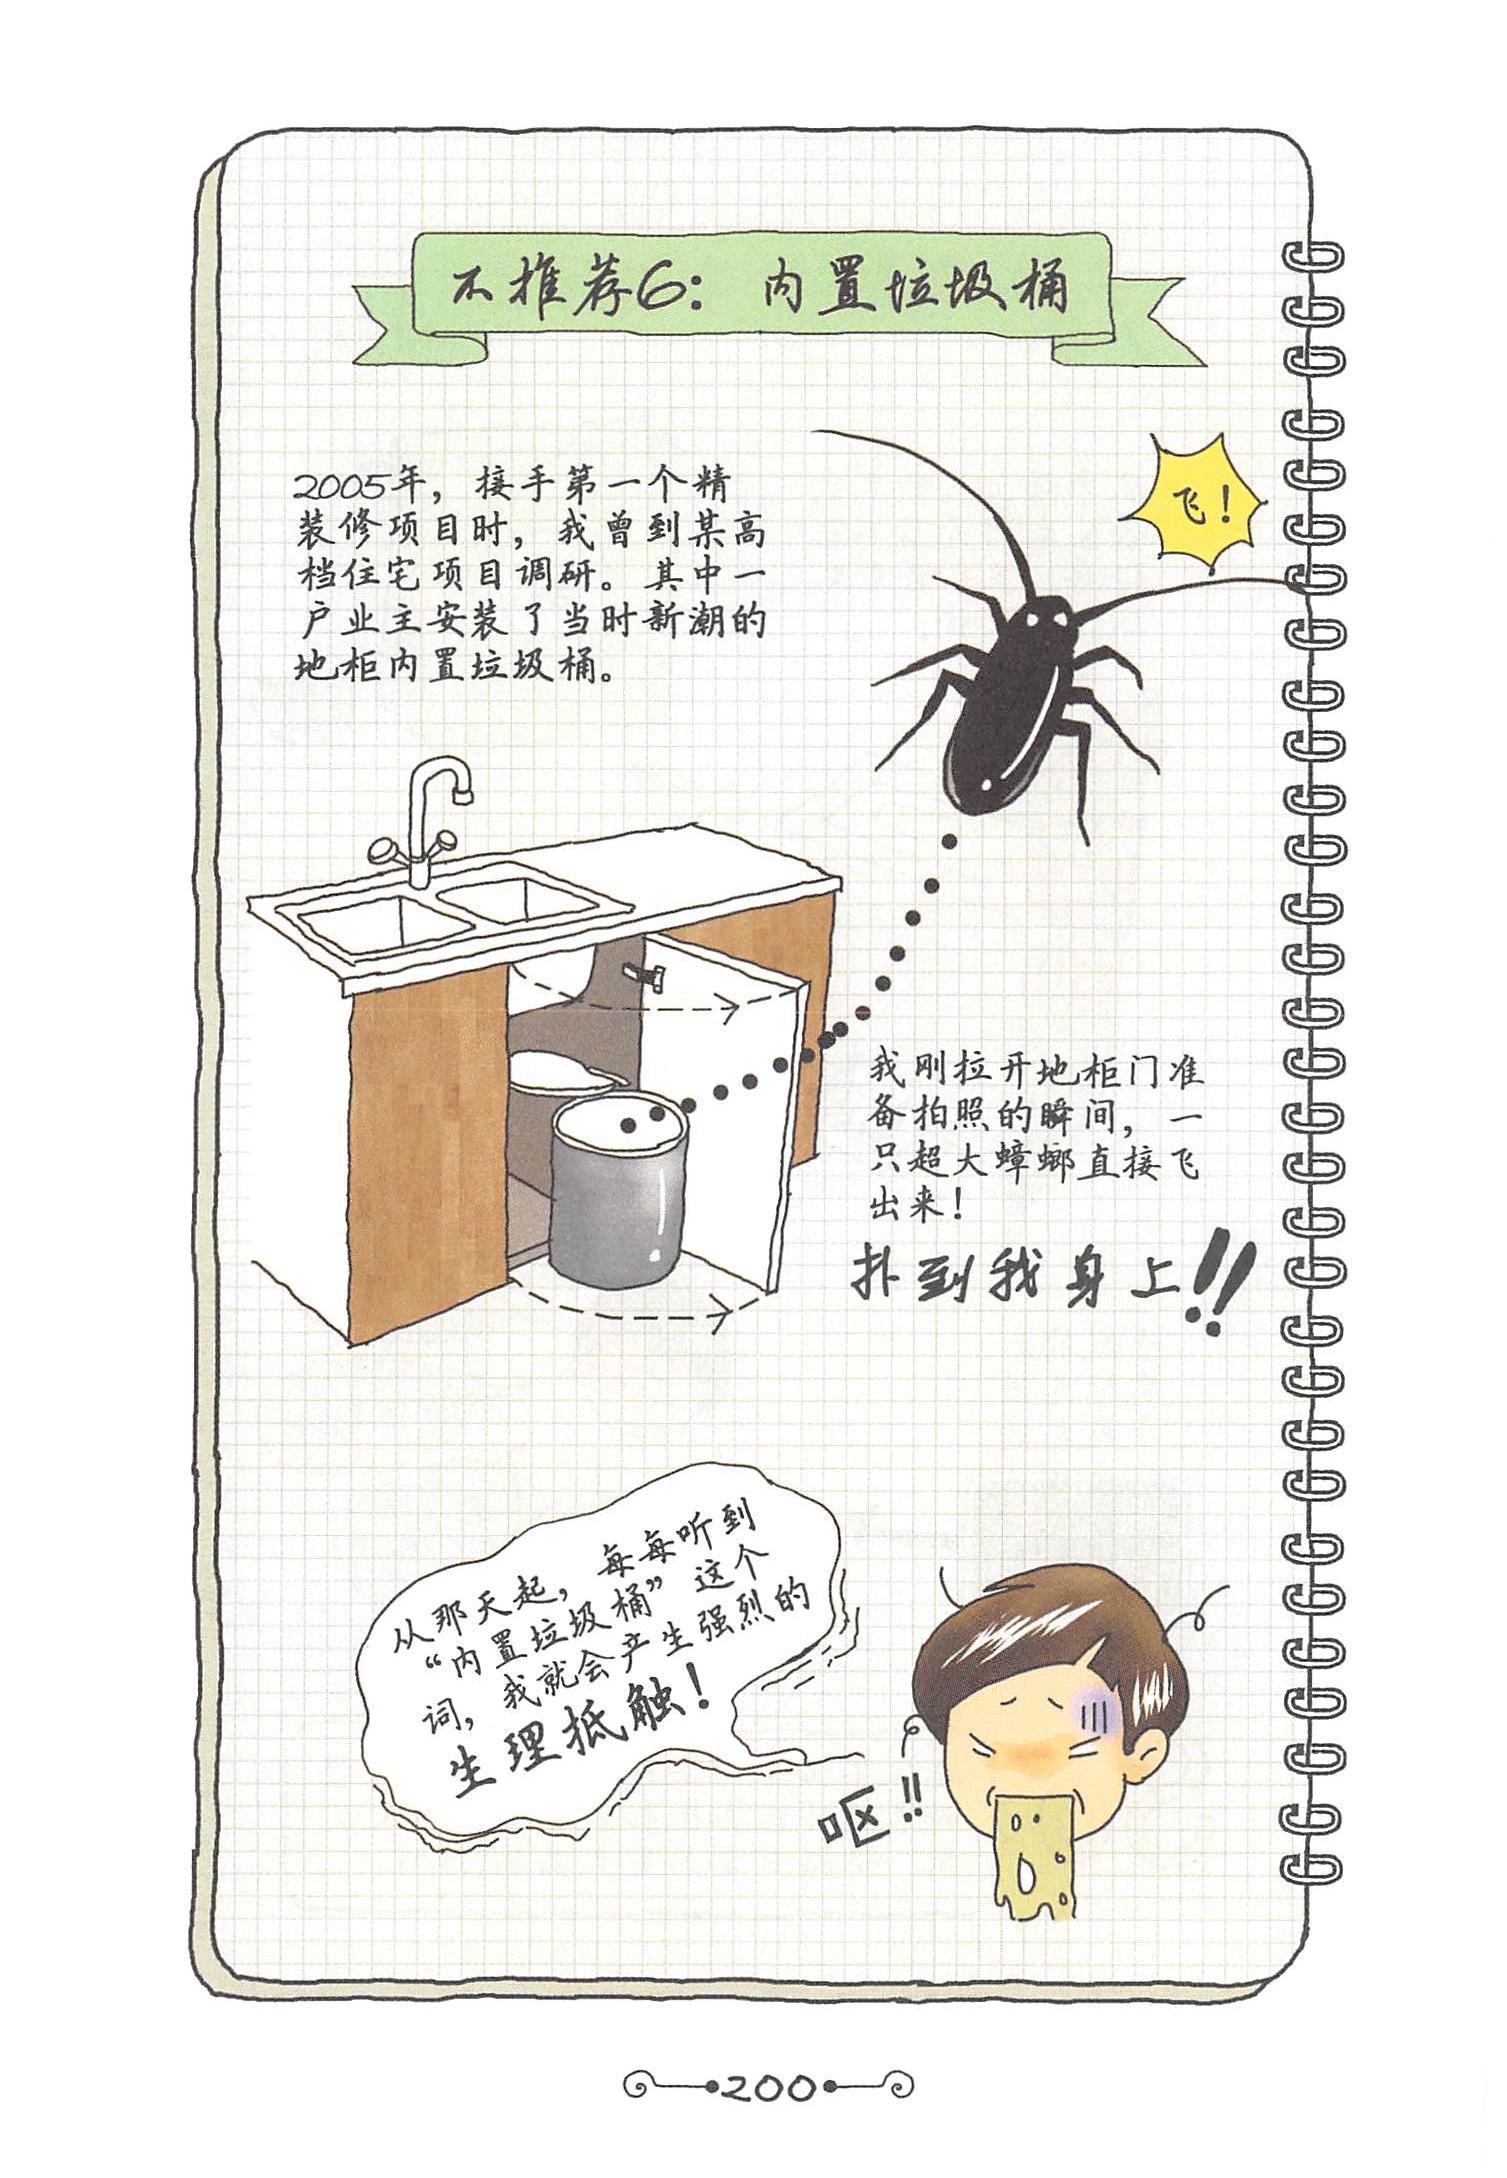 不推荐6：内置垃圾桶
2005年，接手第一个精
装修项目时，我曾到某高
档住宅项目调研。其中一
户业主安装了当时新潮的
地柜内置垃圾桶。
飞！
我刚拉开地柜门准
备拍照的瞬间，一
只超大蟑螂直接飞
出来！
扑到我身上!!
从那天起，每每听到
“内置垃圾桶”这个
词，我就会产生强烈的
生理抵触！
呕!!
200